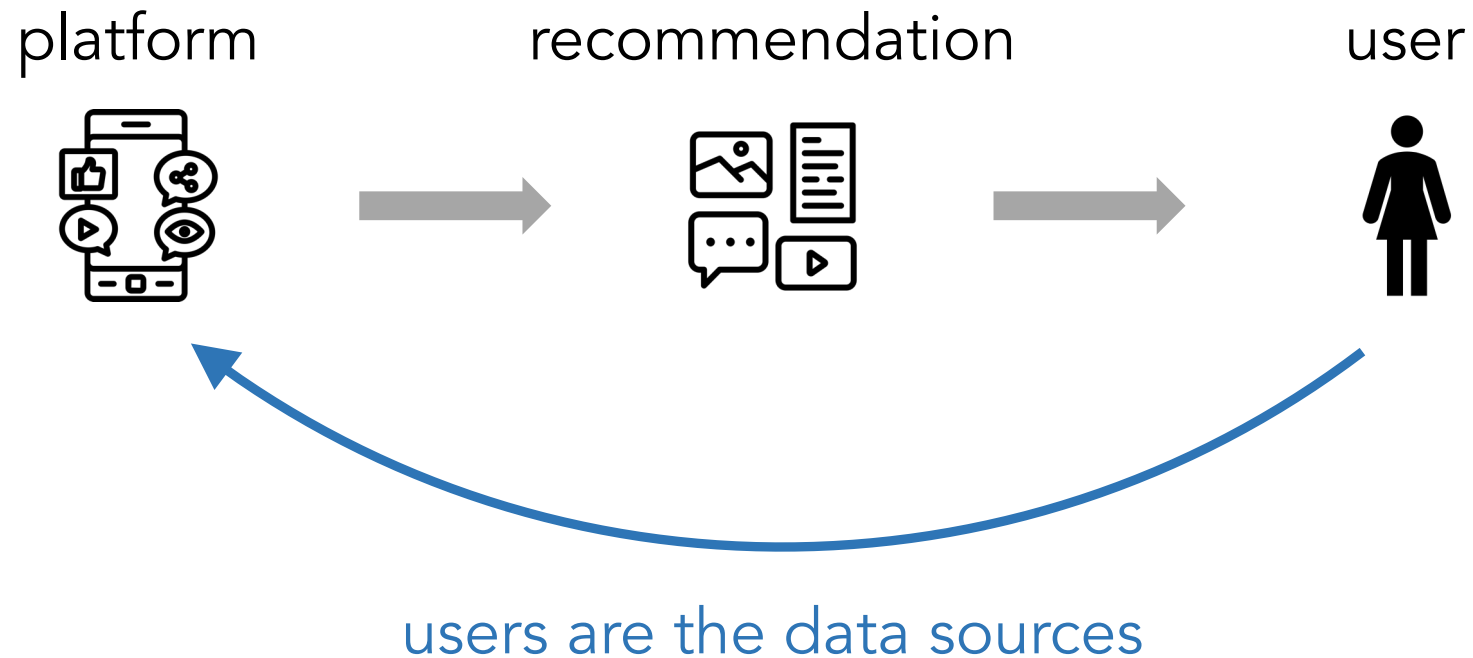 platform
recommendation
user
users are the data sources